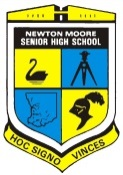 NEWTON MOORE
SENIOR HIGH SCHOOL
HOC SIGNO VINCES